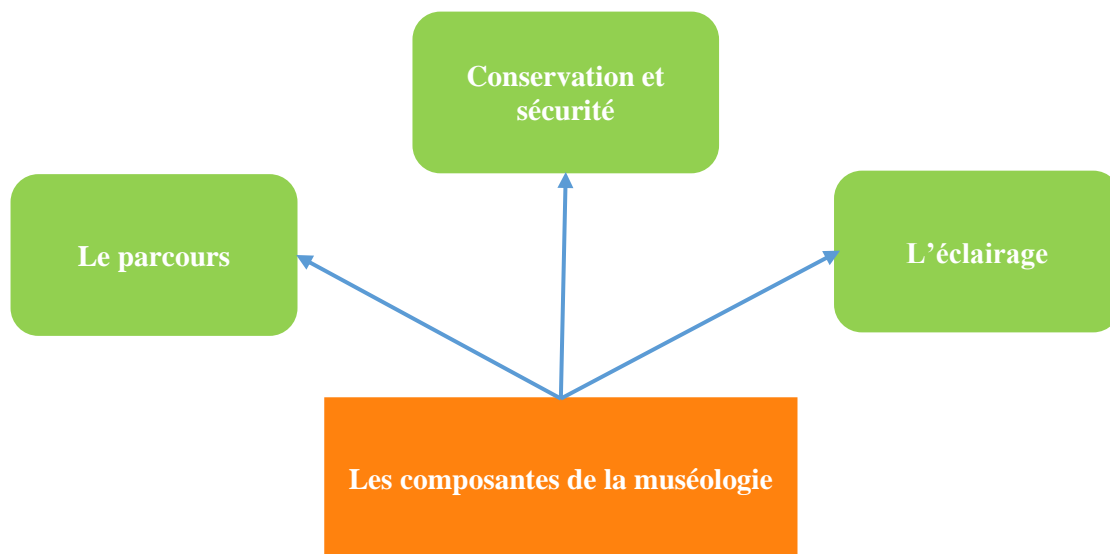 Conservation et
sécurité
Le parcours
L’éclairage
Les composantes de la muséologie